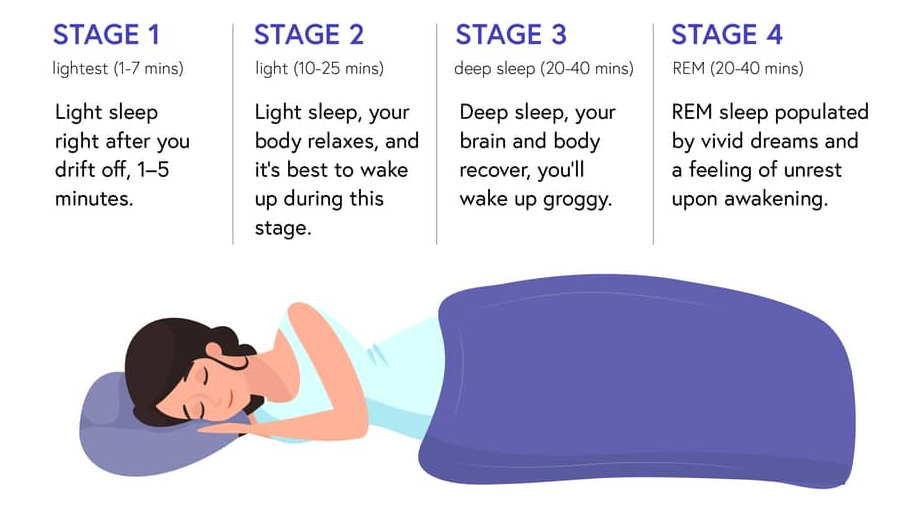 STAGE 1
lightest (1-7 mins)
Light sleep
right after you
drift off, 1–5
minutes.
STAGE 2
light (10-25 mins)
Light sleep, your
body relaxes, and
it's best to wake
up during this
stage.
STAGE 3
deep sleep (20-40 mins)
Deep sleep, your
brain and body
recover, you'll
wake up groggy.
STAGE 4
REM (20-40 mins)
REM sleep populated
by vivid dreams and
a feeling of unrest
upon awakening.